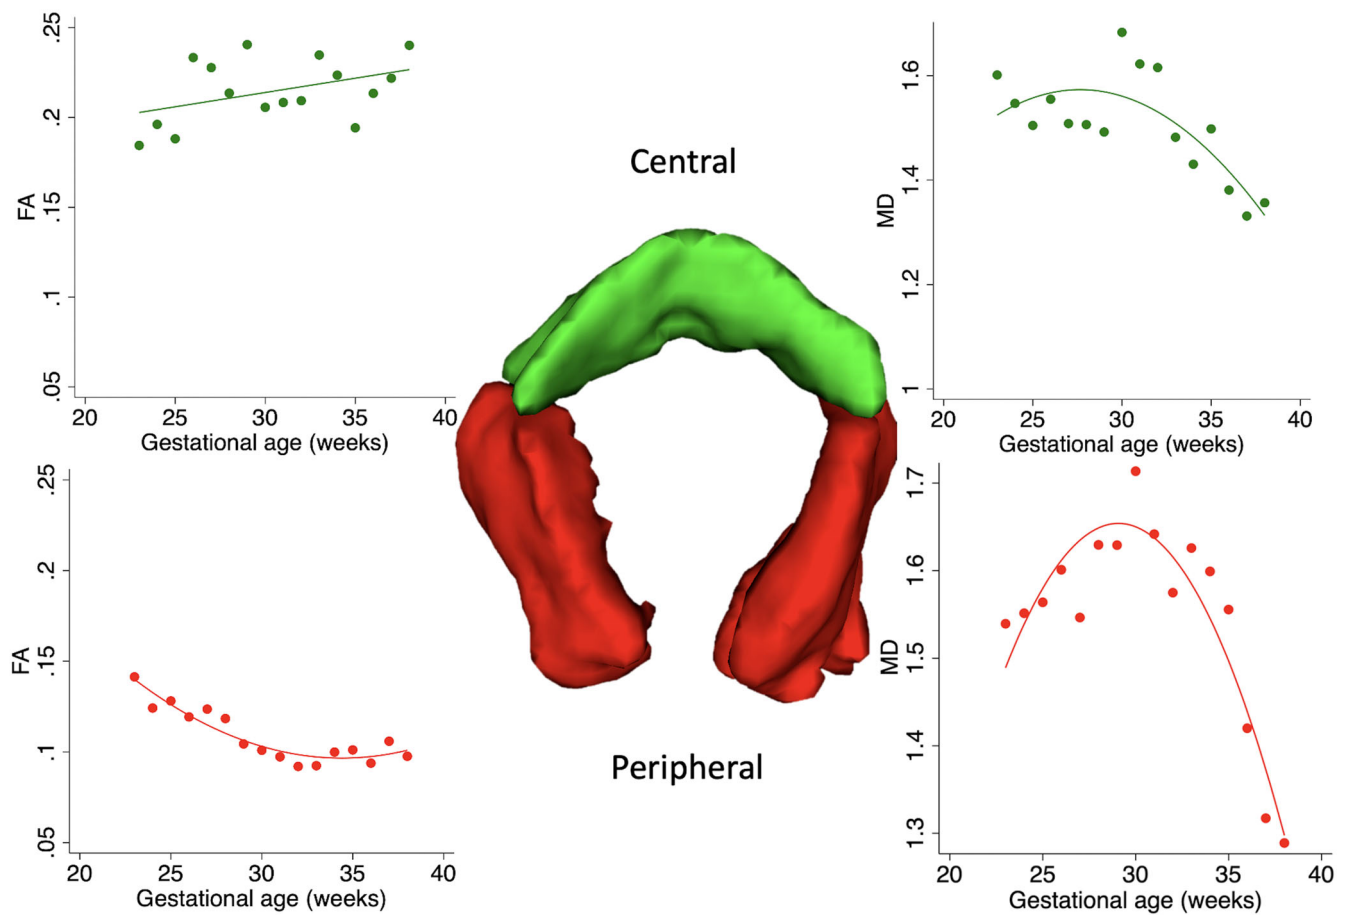 .25
.2
.15
.1
.05
FA
20 25 30 35 40
Gestational age (weeks)
Central
1.6
1.4
1.2
1
MD
20 25 30 35 40
Gestational age (weeks)
.25
.2
.15
.1
.05
FA
20 25 30 35 40
Gestational age (weeks)
Peripheral
1.7
1.6
1.5
1.4
1.3
MD
20 25 30 35 40
Gestational age (weeks)